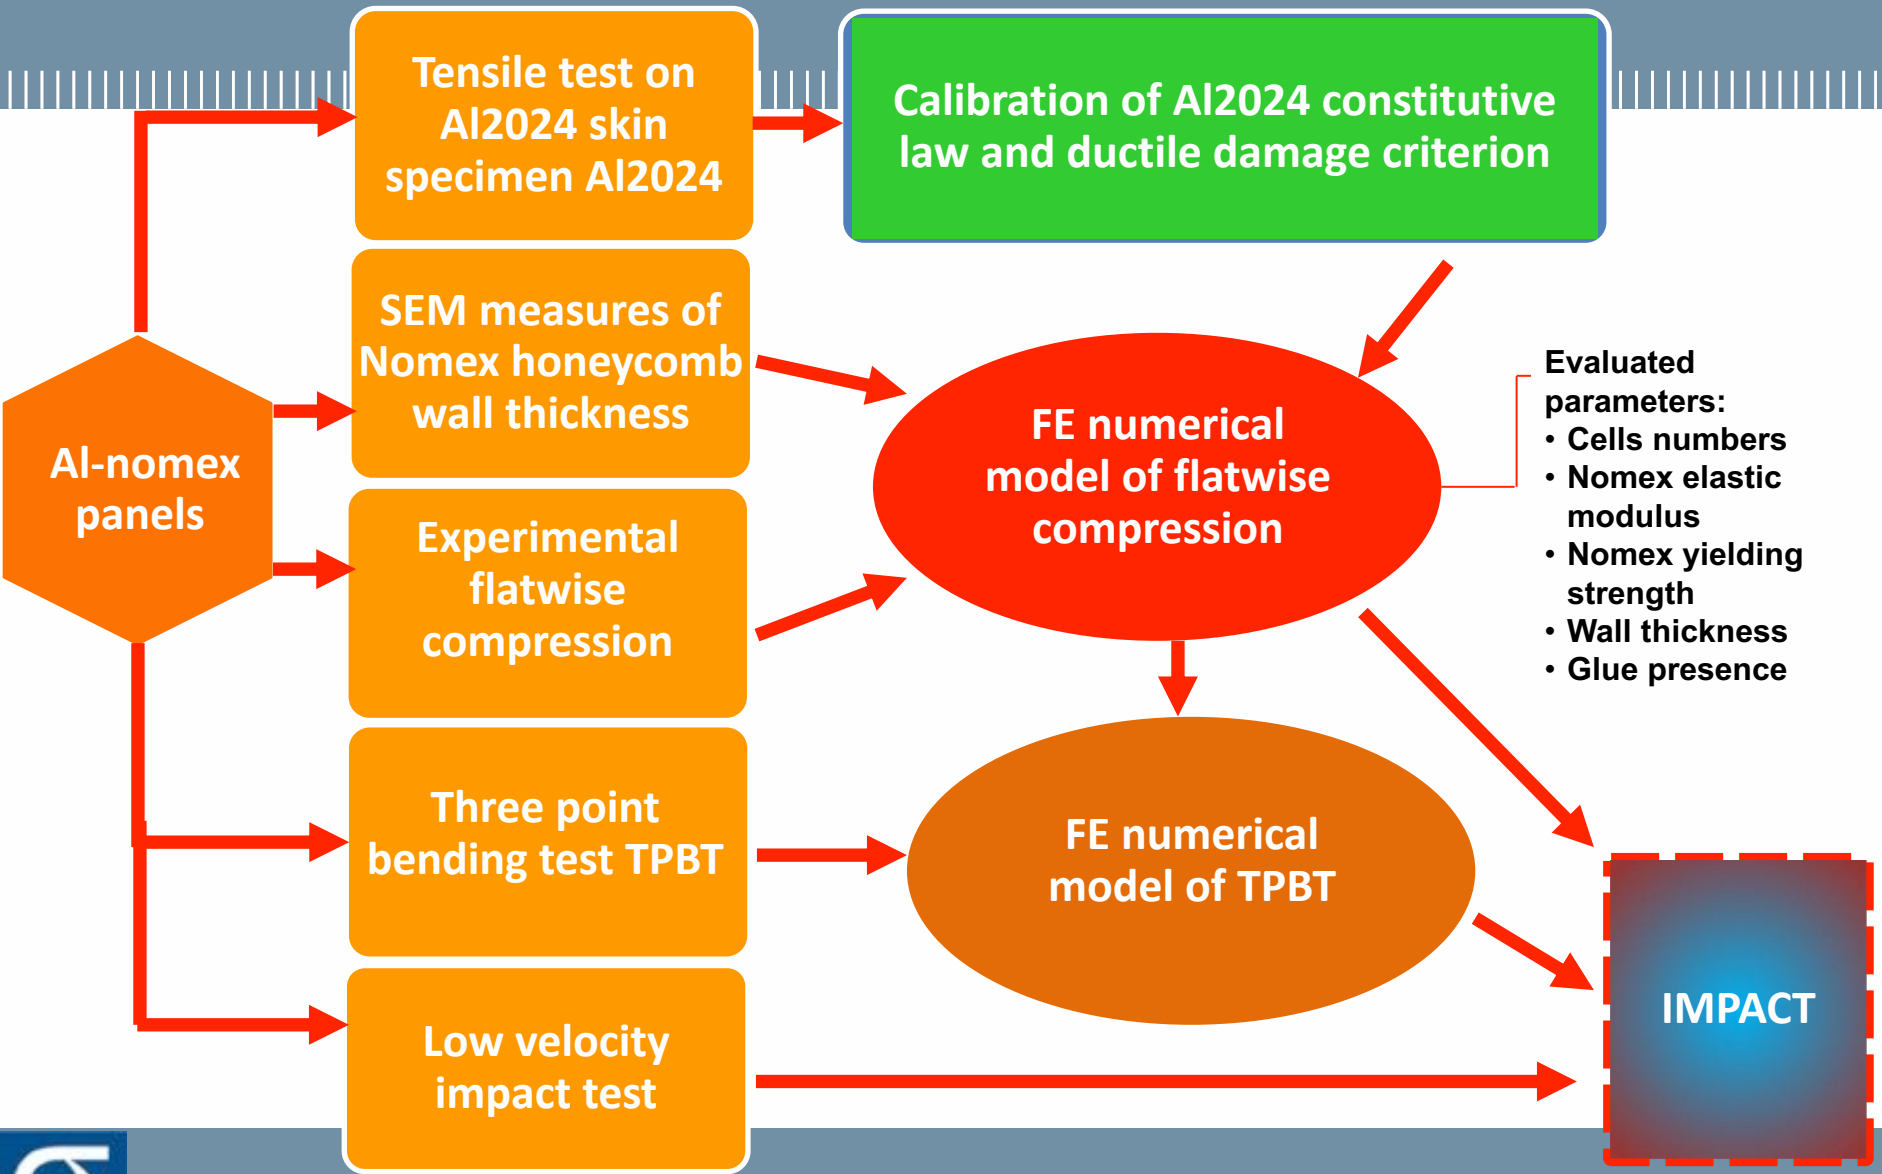 Tensile test on
Al2024 skin
specimen Al2024
Calibration of Al2024 constitutive
law and ductile damage criterion
SEM measures of
Nomex honeycomb
wall thickness
Al-nomex
panels
Experimental
flatwise
compression
FE numerical
model of flatwise
compression
Evaluated
parameters:
• Cells numbers
• Nomex elastic
modulus
• Nomex yielding
strength
• Wall thickness
• Glue presence
Three point
bending test TPBT
FE numerical
model of TPBT
Low velocity
impact test
IMPACT